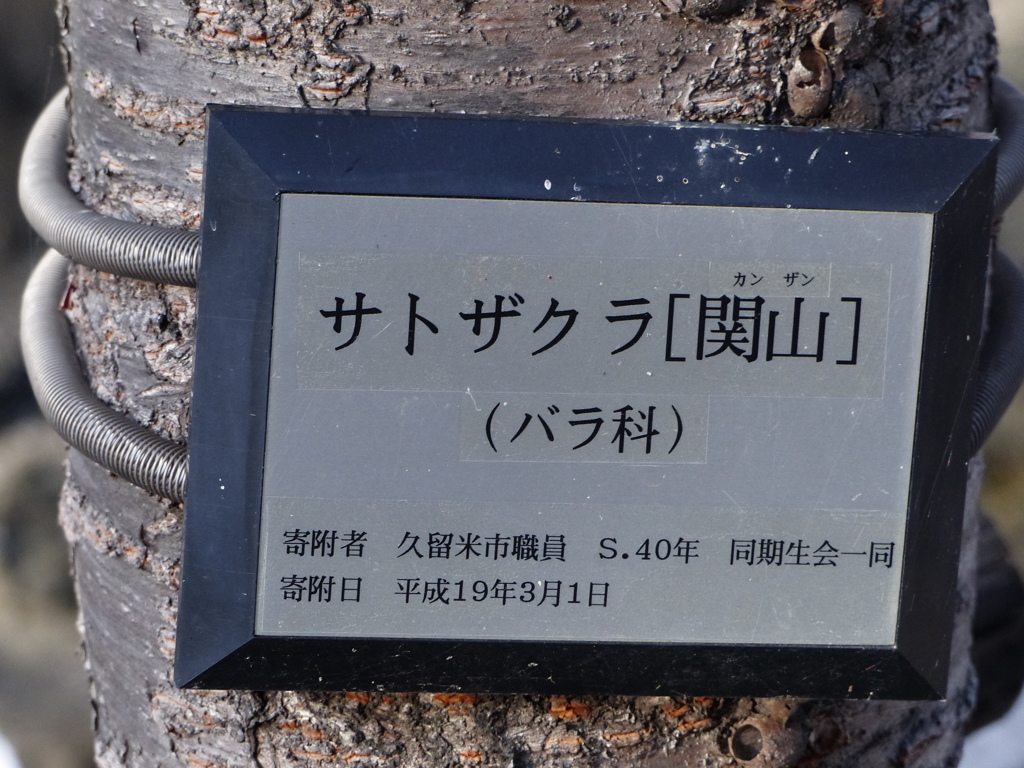 カン ザン
サトザクラ[関山]
(バラ科)
寄附者 久留米市職員 S.40年 同期生会一同
寄附日 平成19年3月1日